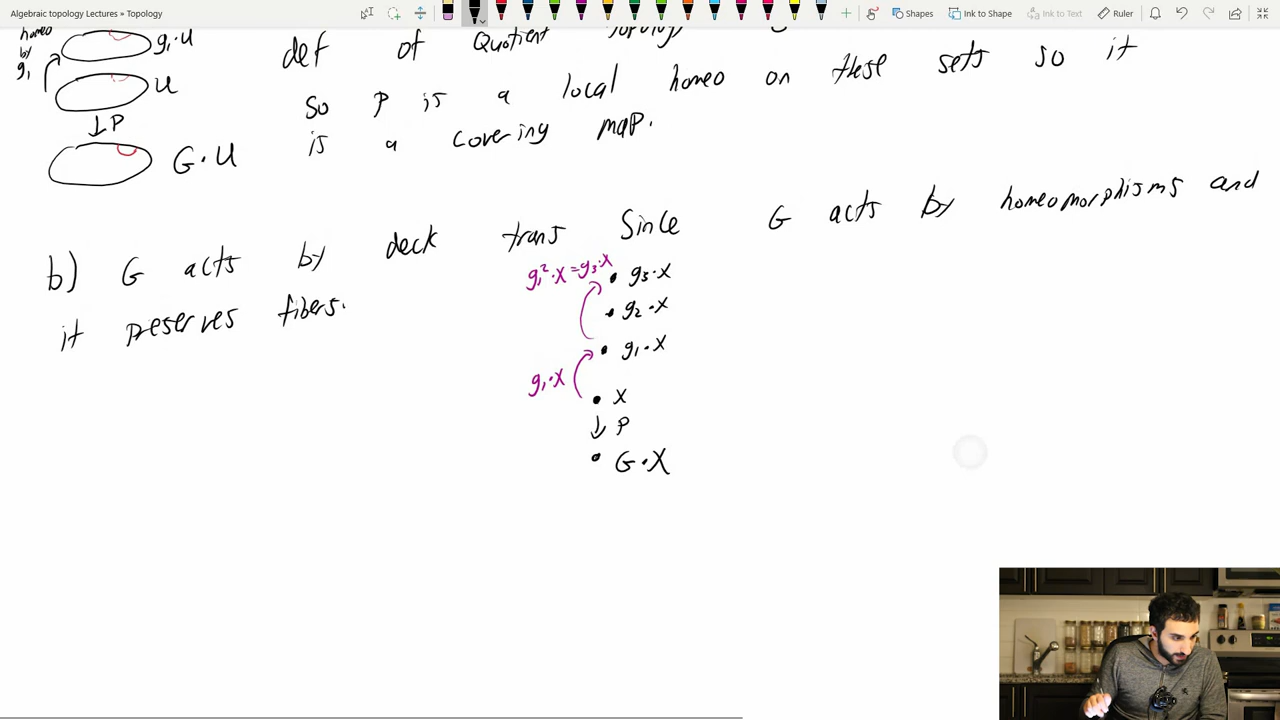 Algebraic topology Lectures » Topology
Shapes
Ink to Shape
Ink to Text
Ruler
homeo
by
g₁
g₁·U
U
↓P
G·U
def of Quotient topology
So P is a local homeo on these sets so it
is a covering map.
b) G acts by deck trans Since G acts by homeomorphisms and
it preserves fibers.
g₁²·X=g₃·X
g₃·X
g₂·X
g₁·X
g₁·X
X
↓ P
G·X